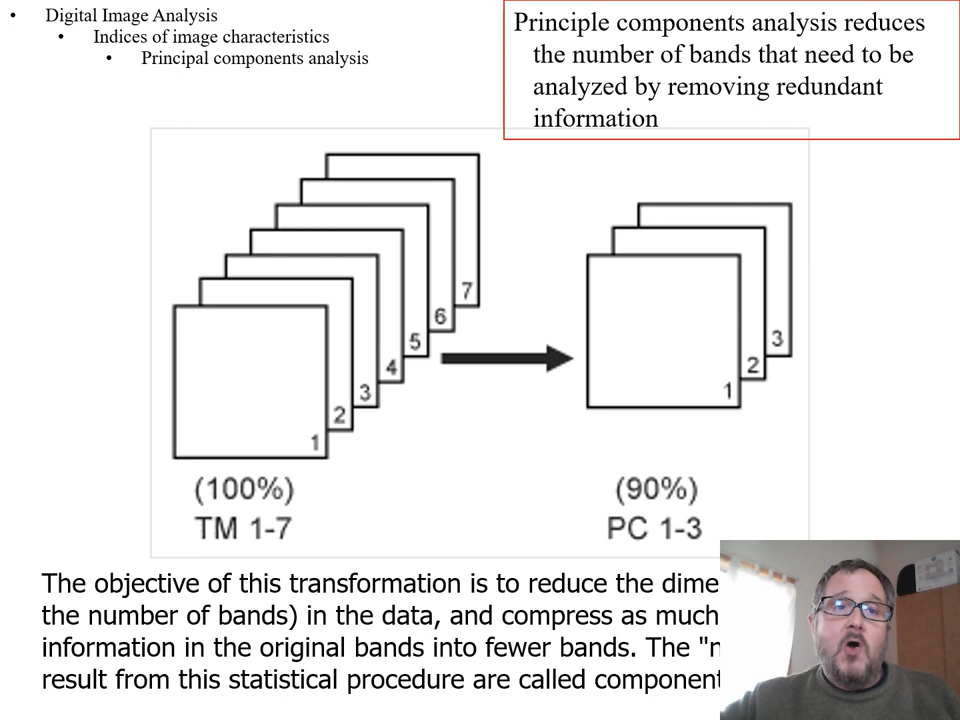 • Digital Image Analysis
• Indices of image characteristics
• Principal components analysis
Principle components analysis reduces
the number of bands that need to be
analyzed by removing redundant
information
7
6
5
4
3
2
1
3
2
1
(100%)
TM 1-7
(90%)
PC 1-3
The objective of this transformation is to reduce the dime
the number of bands) in the data, and compress as much
information in the original bands into fewer bands. The "n
result from this statistical procedure are called component